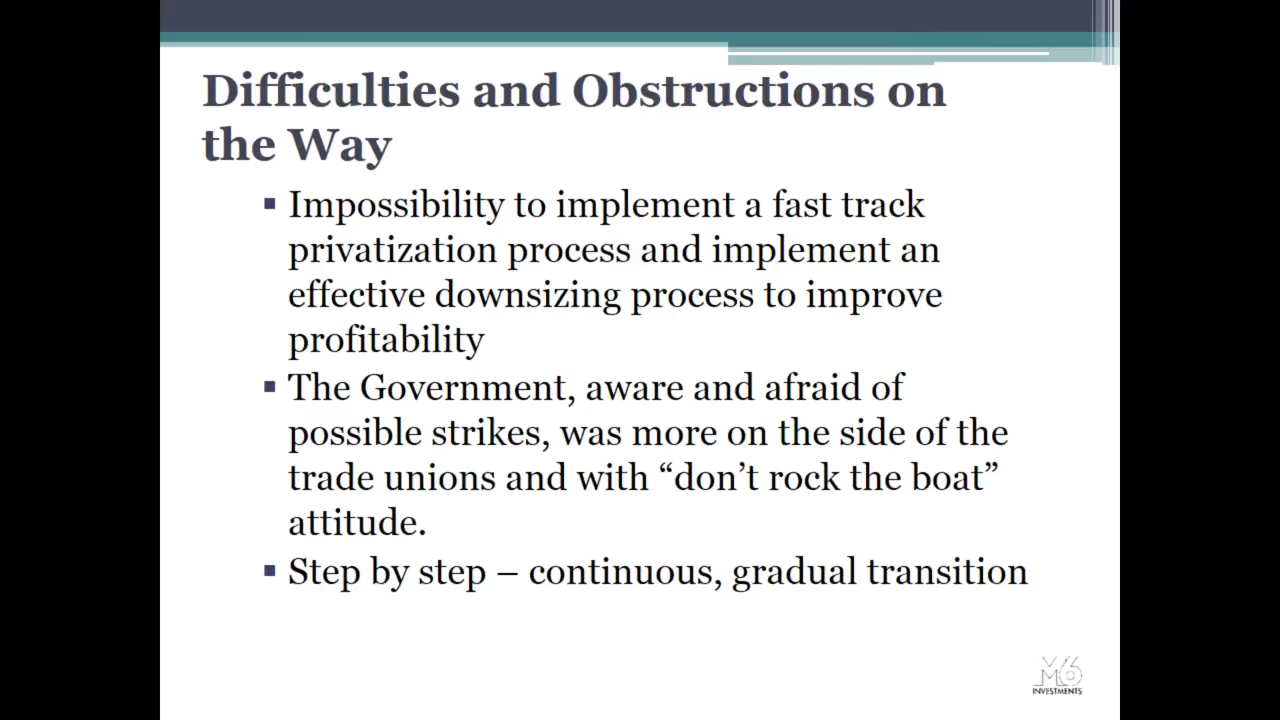 Difficulties and Obstructions on
the Way
▪ Impossibility to implement a fast track
privatization process and implement an
effective downsizing process to improve
profitability
▪ The Government, aware and afraid of
possible strikes, was more on the side of the
trade unions and with “don’t rock the boat”
attitude.
▪ Step by step – continuous, gradual transition
M6
INVESTMENTS